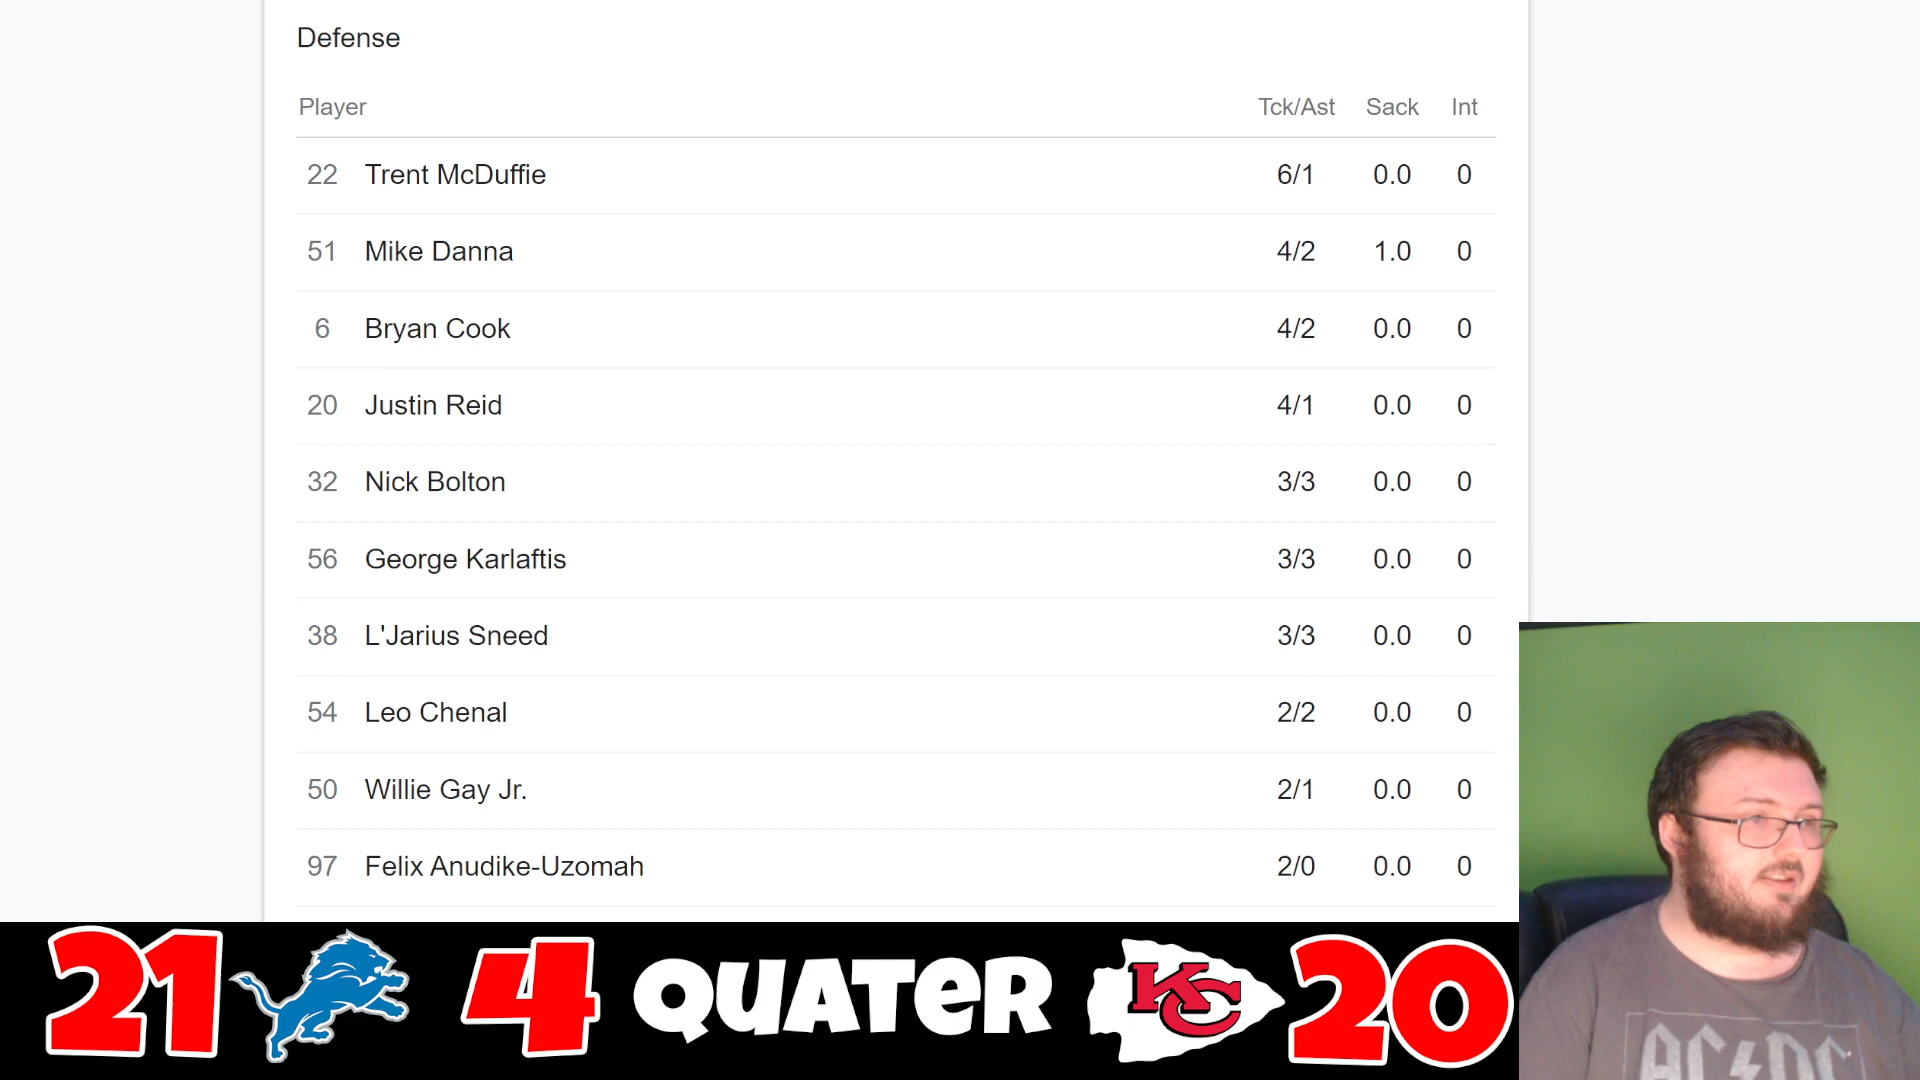 Defense
Player Tck/Ast Sack Int
22 Trent McDuffie 6/1 0.0 0
51 Mike Danna 4/2 1.0 0
6 Bryan Cook 4/2 0.0 0
20 Justin Reid 4/1 0.0 0
32 Nick Bolton 3/3 0.0 0
56 George Karlaftis 3/3 0.0 0
38 L'Jarius Sneed 3/3 0.0 0
54 Leo Chenal 2/2 0.0 0
50 Willie Gay Jr. 2/1 0.0 0
97 Felix Anudike-Uzomah 2/0 0.0 0
21 4 QUATER KC 20
AC DC